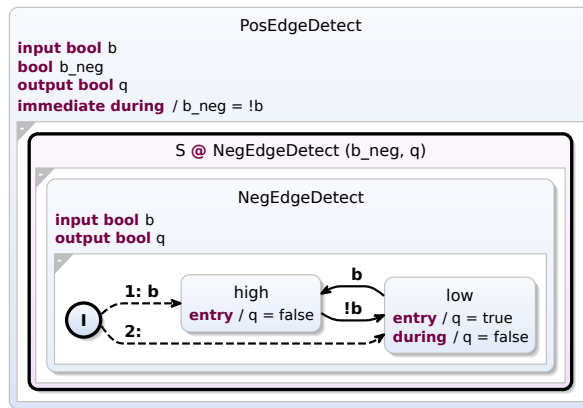 PosEdgeDetect
input bool b
bool b_neg
output bool q
immediate during / b_neg = !b
S @ NegEdgeDetect (b_neg, q)
NegEdgeDetect
input bool b
output bool q
I
1: b
2:
high
entry / q = false
b
!b
low
entry / q = true
during / q = false